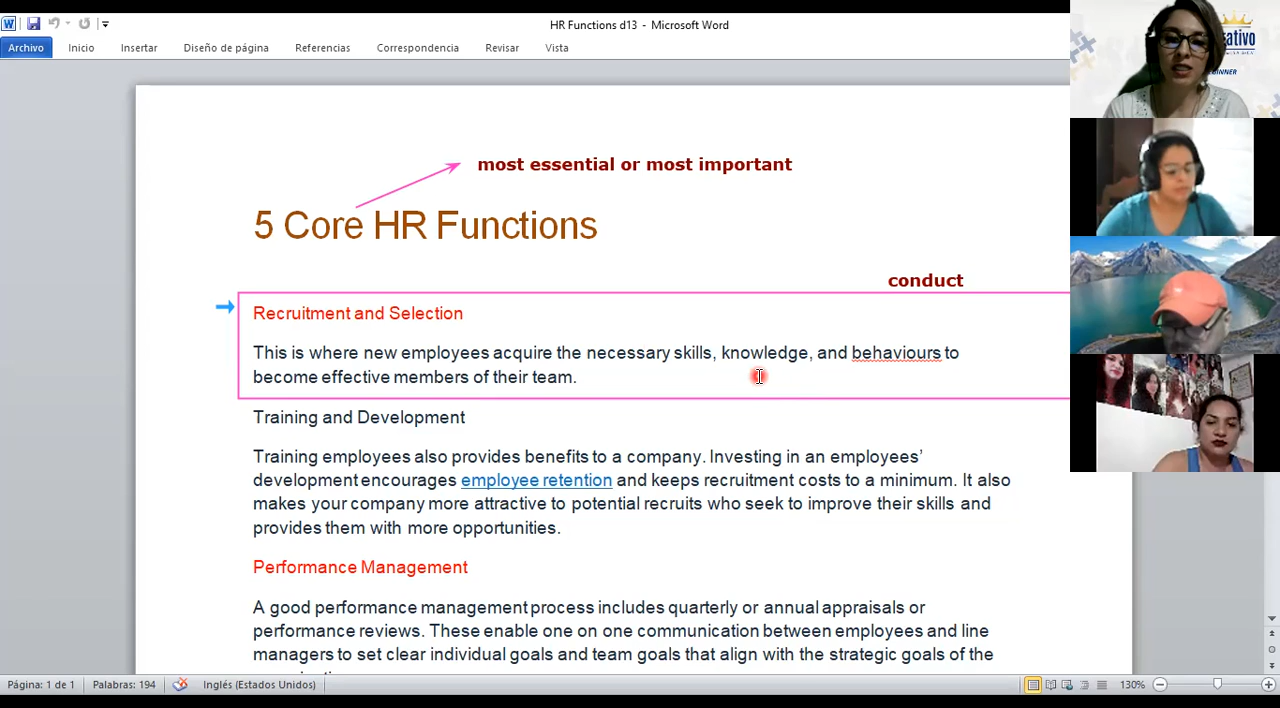 HR Functions d13 - Microsoft Word
Archivo Inicio Insertar Diseño de página Referencias Correspondencia Revisar Vista
most essential or most important
5 Core HR Functions
conduct
Recruitment and Selection
This is where new employees acquire the necessary skills, knowledge, and behaviours to
become effective members of their team.
Training and Development
Training employees also provides benefits to a company. Investing in an employees’
development encourages employee retention and keeps recruitment costs to a minimum. It also
makes your company more attractive to potential recruits who seek to improve their skills and
provides them with more opportunities.
Performance Management
A good performance management process includes quarterly or annual appraisals or
performance reviews. These enable one on one communication between employees and line
managers to set clear individual goals and team goals that align with the strategic goals of the
Página: 1 de 1 Palabras: 194 Inglés (Estados Unidos) 130%